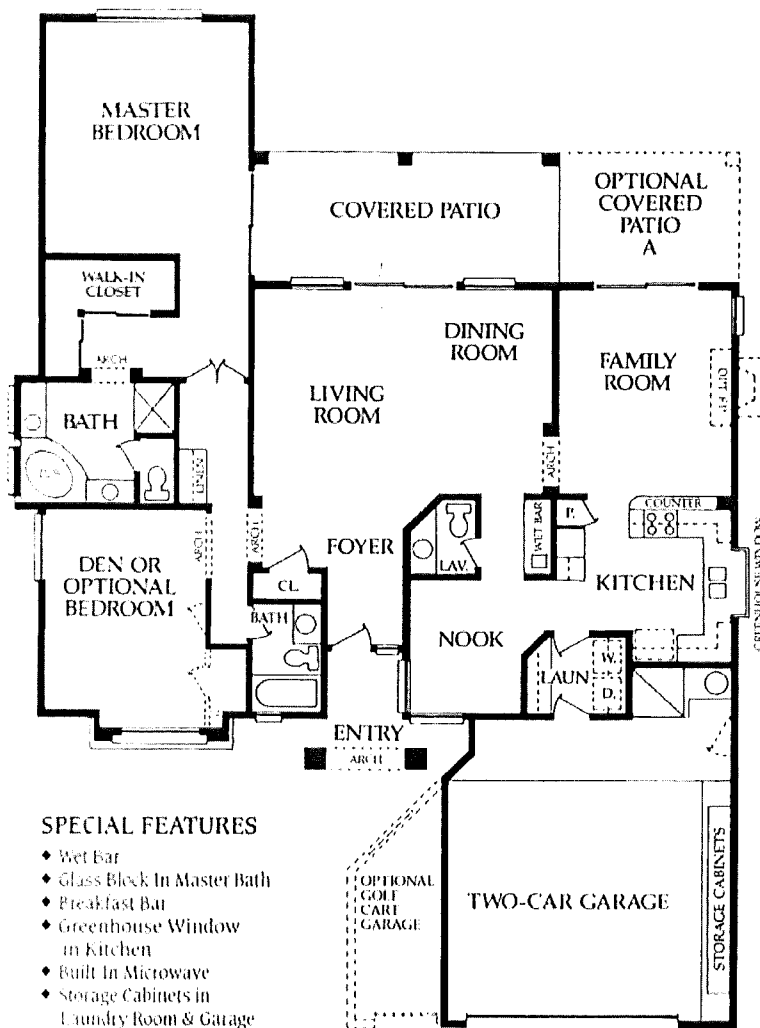 MASTER
BEDROOM
COVERED PATIO
OPTIONAL
COVERED
PATIO
A
WALK-IN
CLOSET
ARCH
BATH
LIVING
ROOM
DINING
ROOM
FAMILY
ROOM
LINEN
ARCH
DEN OR
OPTIONAL
BEDROOM
ARCH
ARCH
FOYER
CL.
BATH
LAV.
WET BAR
P.
COUNTER
KITCHEN
GREENHOUSE WINDOW
NOOK
LAUN
W.
D.
ENTRY
ARCH
SPECIAL FEATURES
♦ Wet Bar
♦ Glass Block In Master Bath
♦ Breakfast Bar
♦ Greenhouse Window
in Kitchen
♦ Built In Microwave
♦ Storage Cabinets in
Laundry Room & Garage
OPTIONAL
GOLF
CART
GARAGE
TWO-CAR GARAGE
STORAGE CABINETS